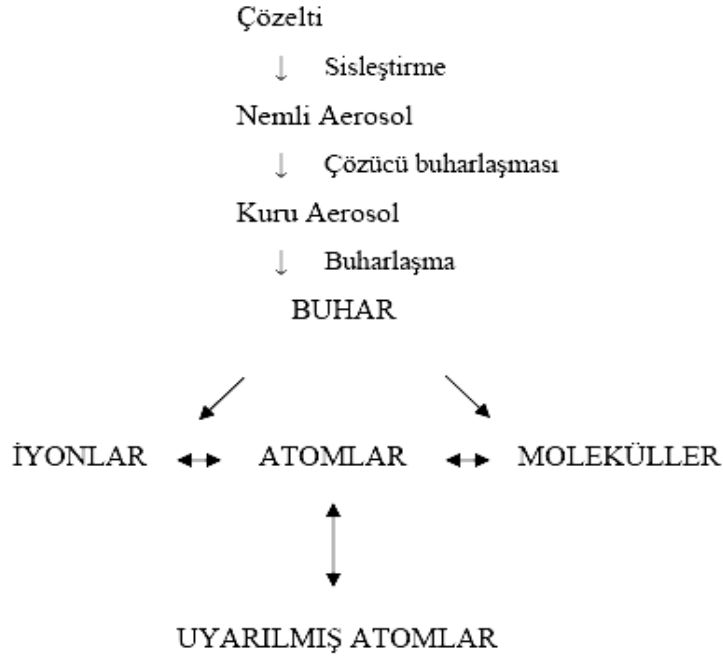 Çözelti
↓ Sisleştirme
Nemli Aerosol
↓ Çözücü buharlaşması
Kuru Aerosol
↓ Buharlaşma
BUHAR
İYONLAR ATOMLAR MOLEKÜLLER
UYARILMIŞ ATOMLAR